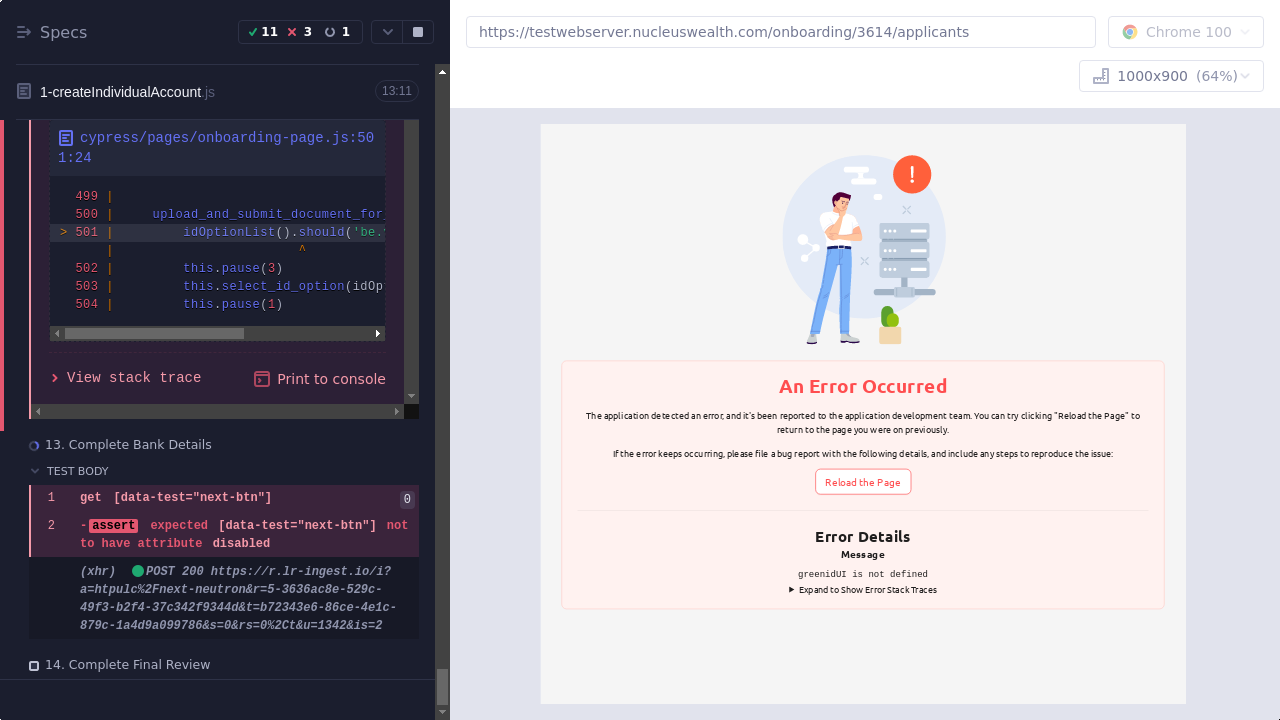 Specs
11
3
1
1-createIndividualAccount.js
13:11
cypress/pages/onboarding-page.js:50
1:24
499 |
500 | upload_and_submit_document_for_
> 501 | idOptionList().should('be.
| ^
502 | this.pause(3)
503 | this.select_id_option(idOp
504 | this.pause(1)
View stack trace
Print to console
13. Complete Bank Details
TEST BODY
1 get [data-test="next-btn"] 0
2 -assert expected [data-test="next-btn"] not
to have attribute disabled
(xhr) POST 200 https://r.lr-ingest.io/i?
a=htpulc%2Fnext-neutron&r=5-3636ac8e-529c-
49f3-b2f4-37c342f9344d&t=b72343e6-86ce-4e1c-
879c-1a4d9a099786&s=0&rs=0%2Ct&u=1342&is=2
14. Complete Final Review
https://testwebserver.nucleuswealth.com/onboarding/3614/applicants
Chrome 100
1000x900 (64%)
An Error Occurred
The application detected an error, and it's been reported to the application development team. You can try clicking "Reload the Page" to
return to the page you were on previously.
If the error keeps occurring, please file a bug report with the following details, and include any steps to reproduce the issue:
Reload the Page
Error Details
Message
greenidUI is not defined
Expand to Show Error Stack Traces